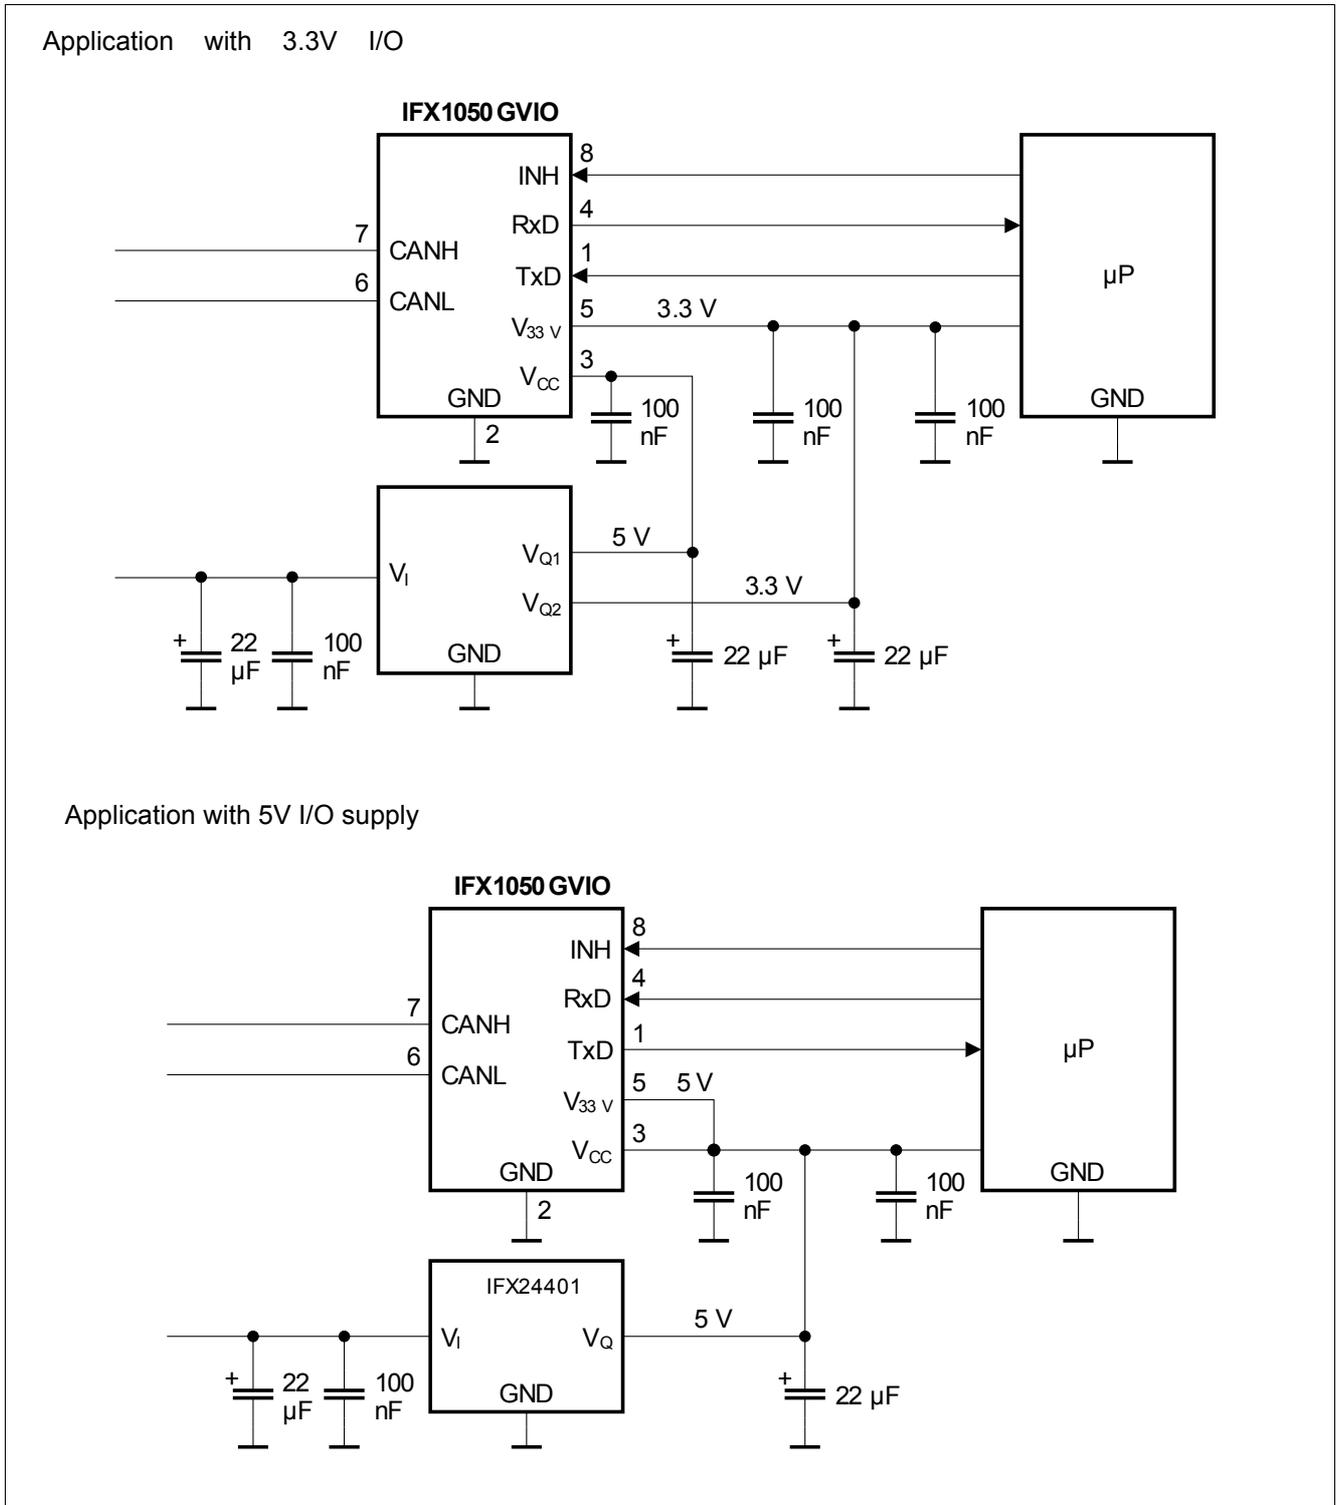 Application with 3.3V I/O
IFX1050 GVIO
8
INH
4
RxD
7
CANH
1
TxD
µP
6
CANL
5
3.3 V
V33 V
3
VCC
GND
100
nF
100
nF
100
nF
GND
2
5 V
VQ1
VI
3.3 V
VQ2
+
22
µF
100
nF
GND
+
22 µF
+
22 µF
Application with 5V I/O supply
IFX1050 GVIO
8
INH
4
RxD
7
CANH
1
TxD
µP
6
CANL
5
5 V
V33 V
3
VCC
GND
100
nF
100
nF
GND
2
IFX24401
5 V
VI
VQ
+
22
µF
100
nF
GND
+
22 µF